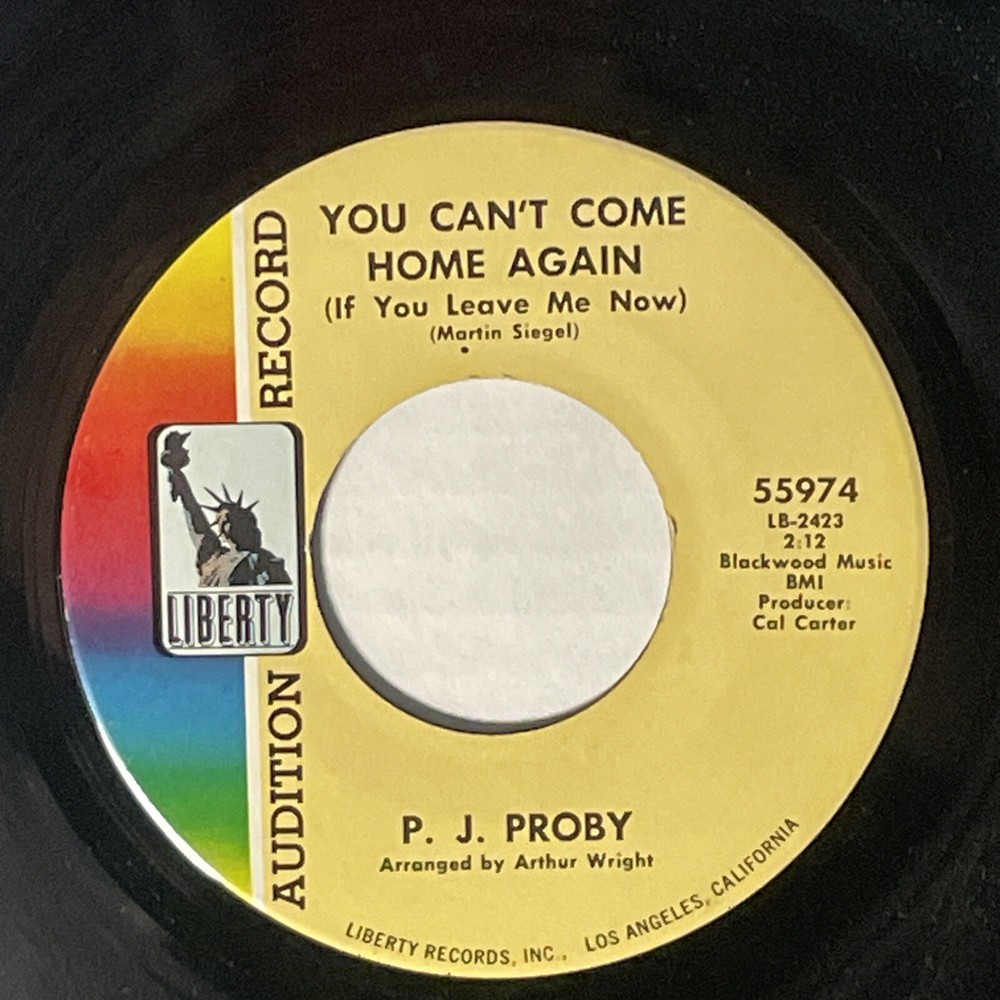 YOU CAN'T COME
HOME AGAIN
(If You Leave Me Now)
(Martin Siegel)
AUDITION RECORD
LIBERTY
55974
LB-2423
2:12
Blackwood Music
BMI
Producer:
Cal Carter
P. J. PROBY
Arranged by Arthur Wright
LIBERTY RECORDS, INC., LOS ANGELES, CALIFORNIA